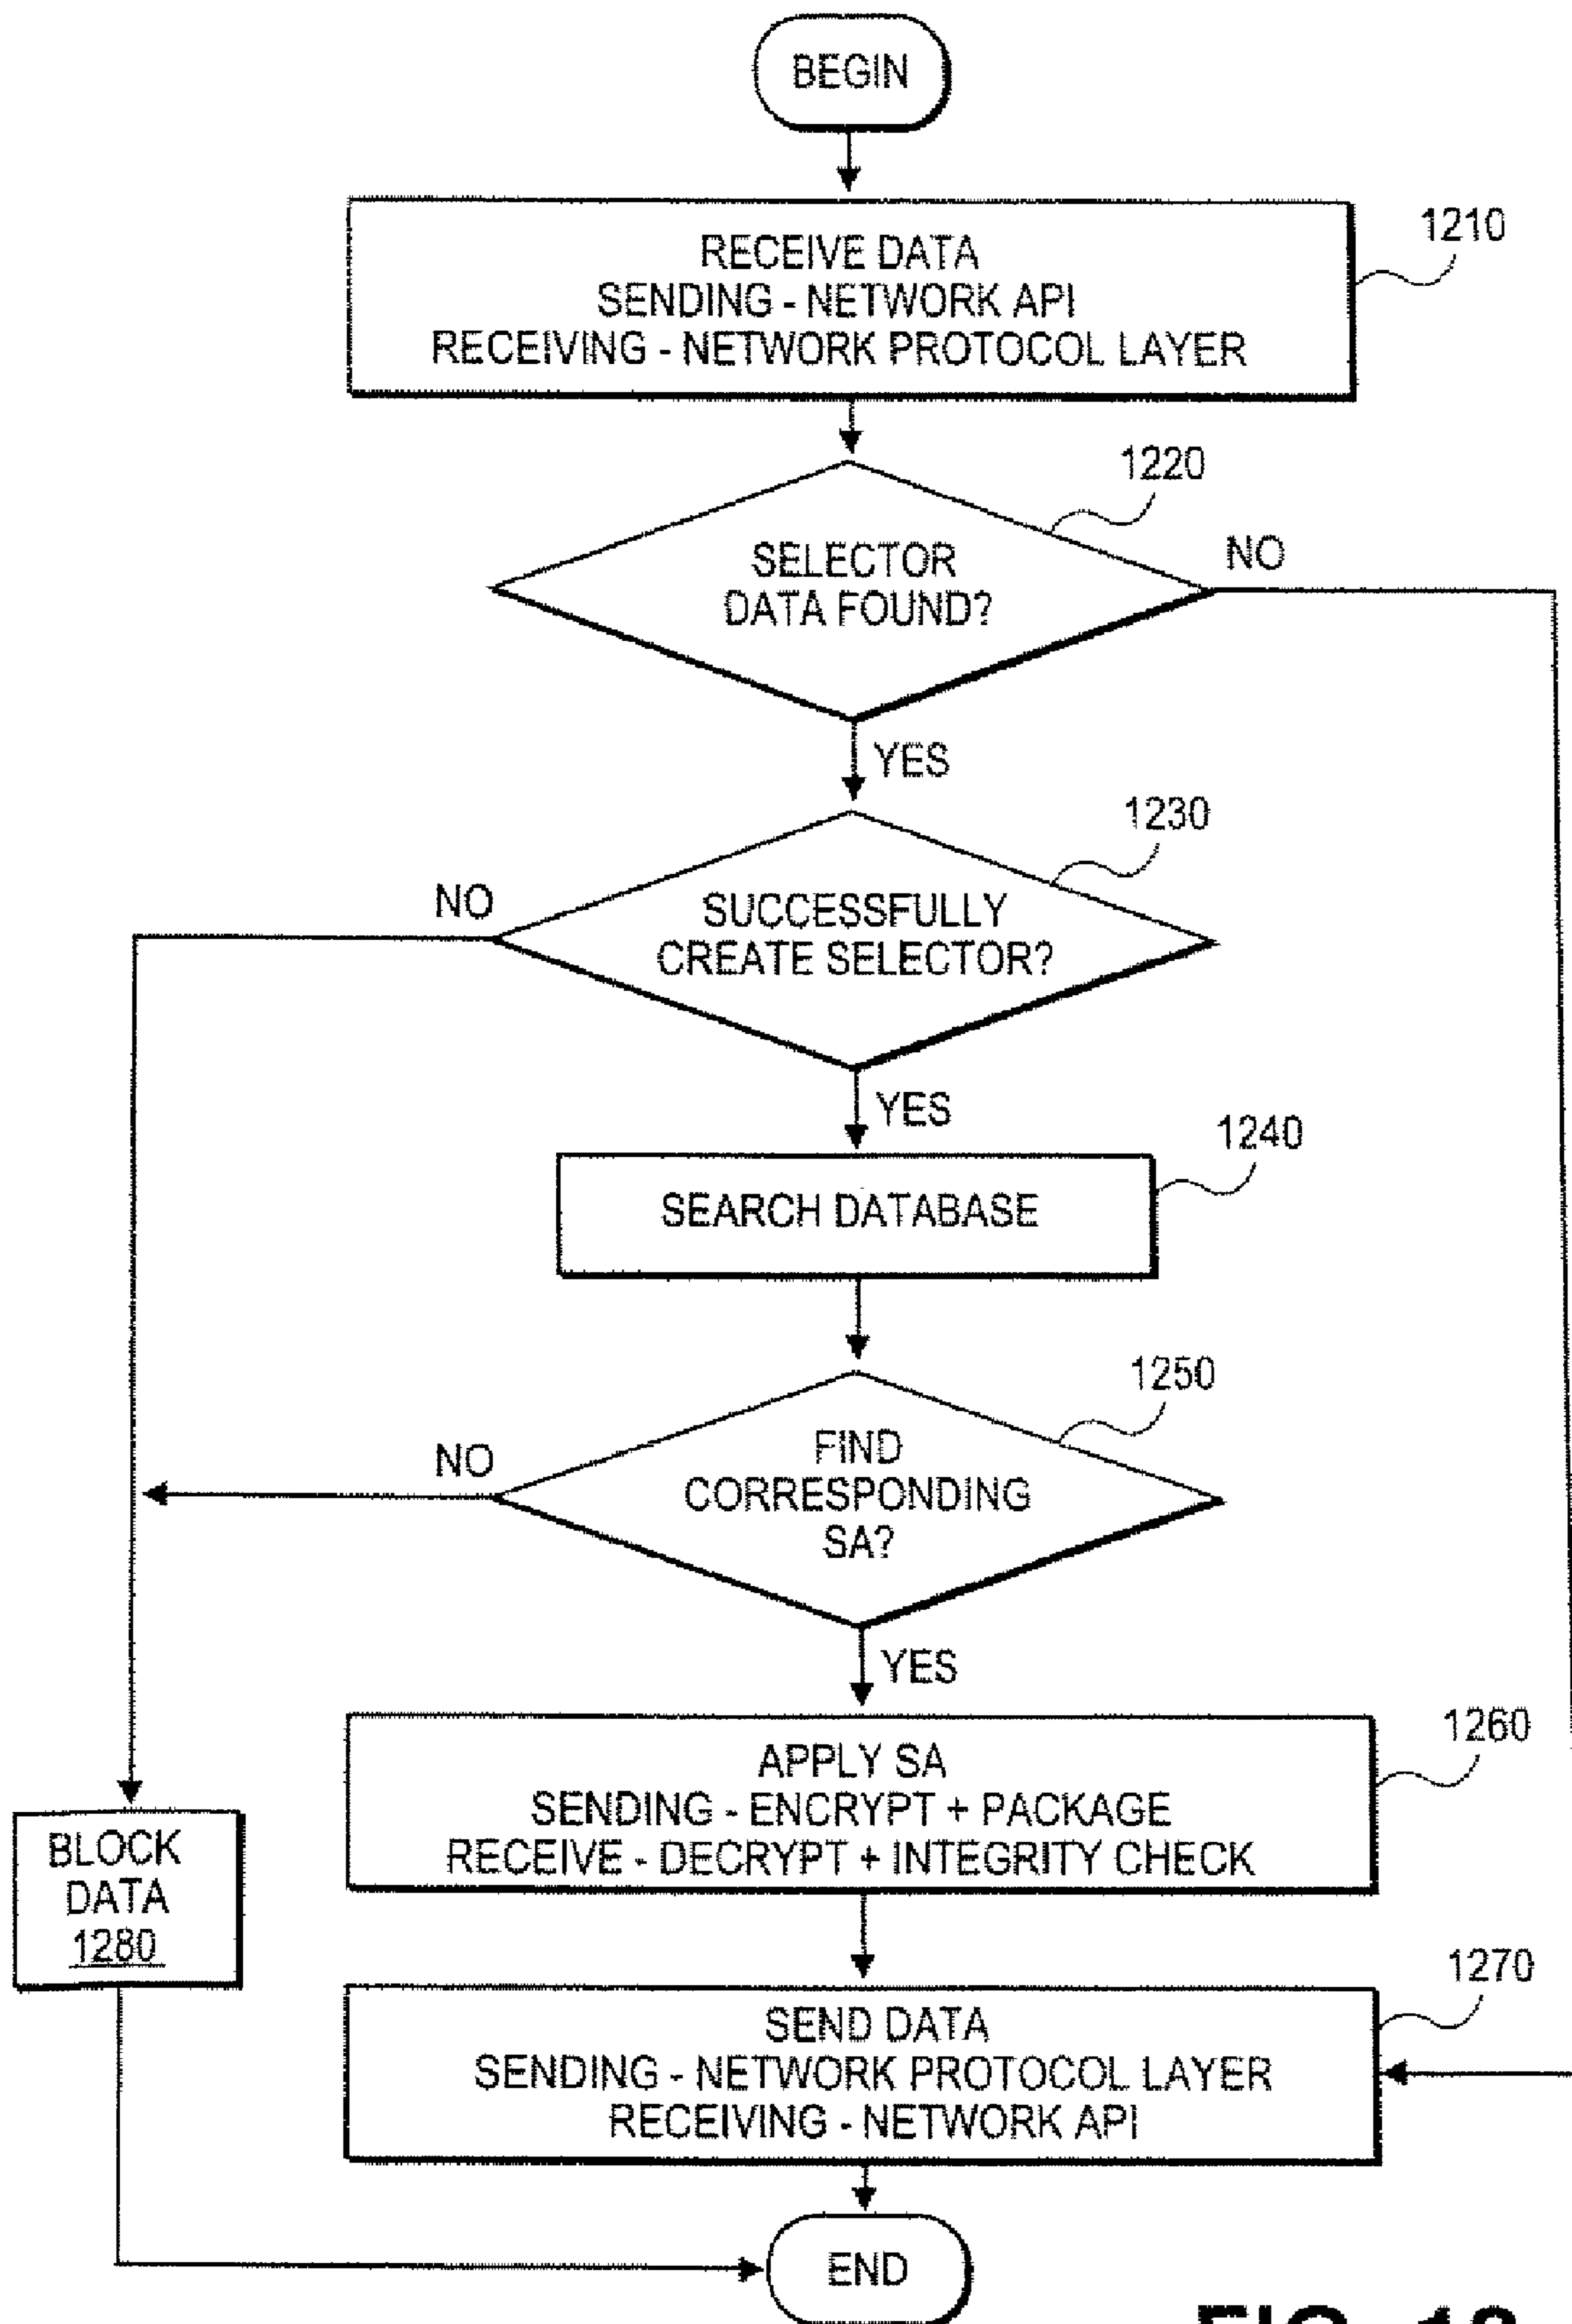 BEGIN
RECEIVE DATA
SENDING - NETWORK API
RECEIVING - NETWORK PROTOCOL LAYER
1210
1220
SELECTOR
DATA FOUND?
NO
YES
1230
NO
SUCCESSFULLY
CREATE SELECTOR?
YES
1240
SEARCH DATABASE
1250
NO
FIND
CORRESPONDING
SA?
YES
1260
APPLY SA
SENDING - ENCRYPT + PACKAGE
RECEIVE - DECRYPT + INTEGRITY CHECK
BLOCK
DATA
1280
1270
SEND DATA
SENDING - NETWORK PROTOCOL LAYER
RECEIVING - NETWORK API
END
FIG.